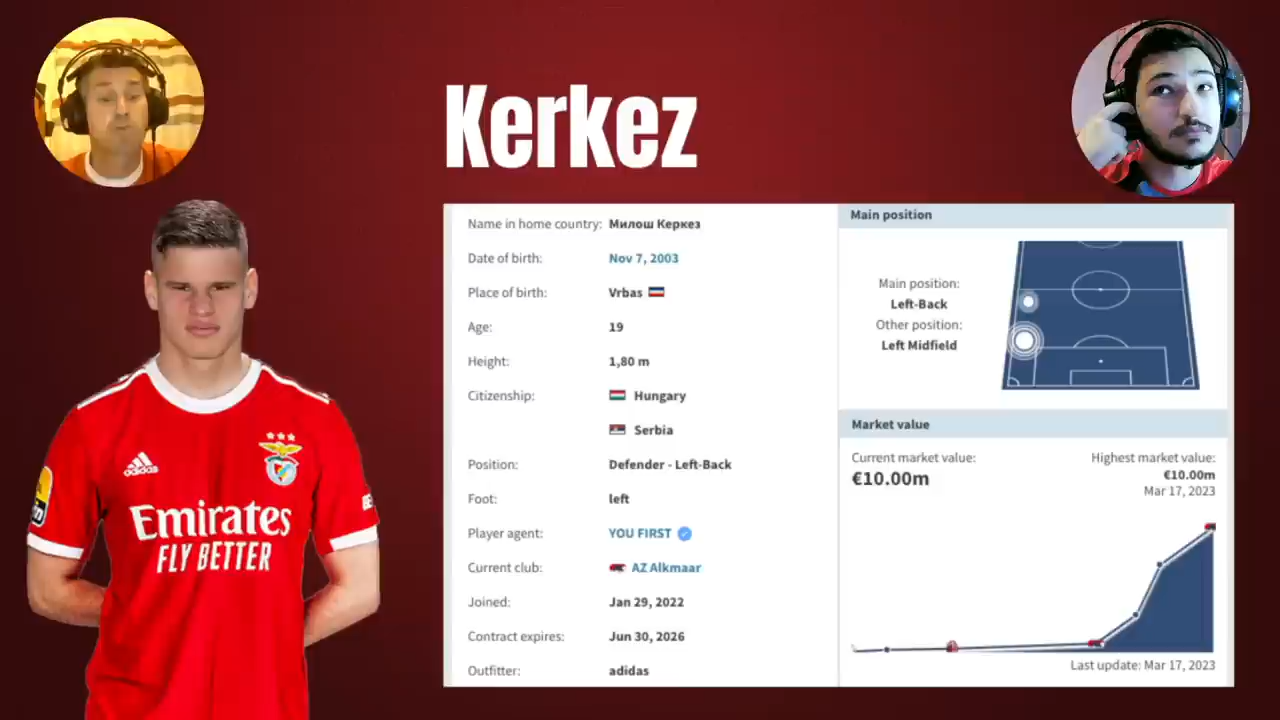 Kerkez
Name in home country: Милош Керкез
Date of birth: Nov 7, 2003
Place of birth: Vrbas
Age: 19
Height: 1,80 m
Citizenship: Hungary
Serbia
Position: Defender - Left-Back
Foot: left
Player agent: YOU FIRST
Current club: AZ Alkmaar
Joined: Jan 29, 2022
Contract expires: Jun 30, 2026
Outfitter: adidas
Main position
Main position:
Left-Back
Other position:
Left Midfield
Market value
Current market value:
€10.00m
Highest market value:
€10.00m
Mar 17, 2023
Last update: Mar 17, 2023
adidas
Emirates
FLY BETTER